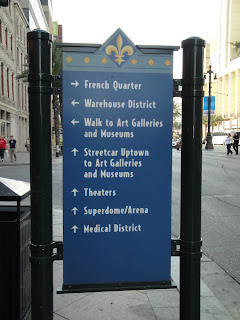 → French Quarter
← Warehouse District
← Walk to Art Galleries
and Museums
↑ Streetcar Uptown
to Art Galleries
and Museums
↑ Theaters
↑ Superdome/Arena
↑ Medical District